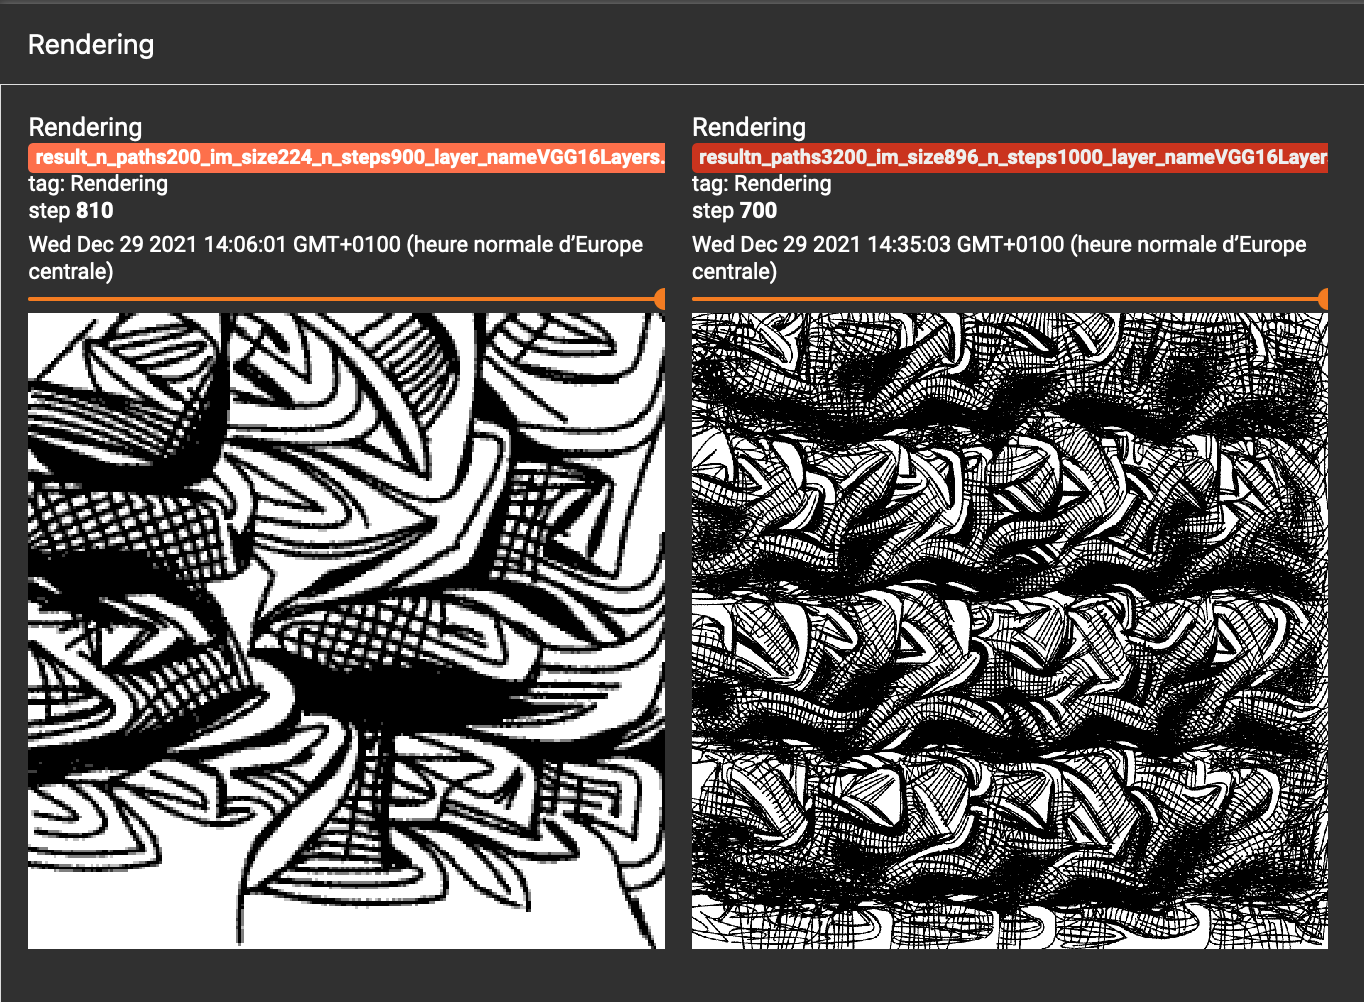 Rendering
Rendering
result_n_paths200_im_size224_n_steps900_layer_nameVGG16Layers.
tag: Rendering
step 810
Wed Dec 29 2021 14:06:01 GMT+0100 (heure normale d’Europe
centrale)
Rendering
resultn_paths3200_im_size896_n_steps1000_layer_nameVGG16Layer
tag: Rendering
step 700
Wed Dec 29 2021 14:35:03 GMT+0100 (heure normale d’Europe
centrale)